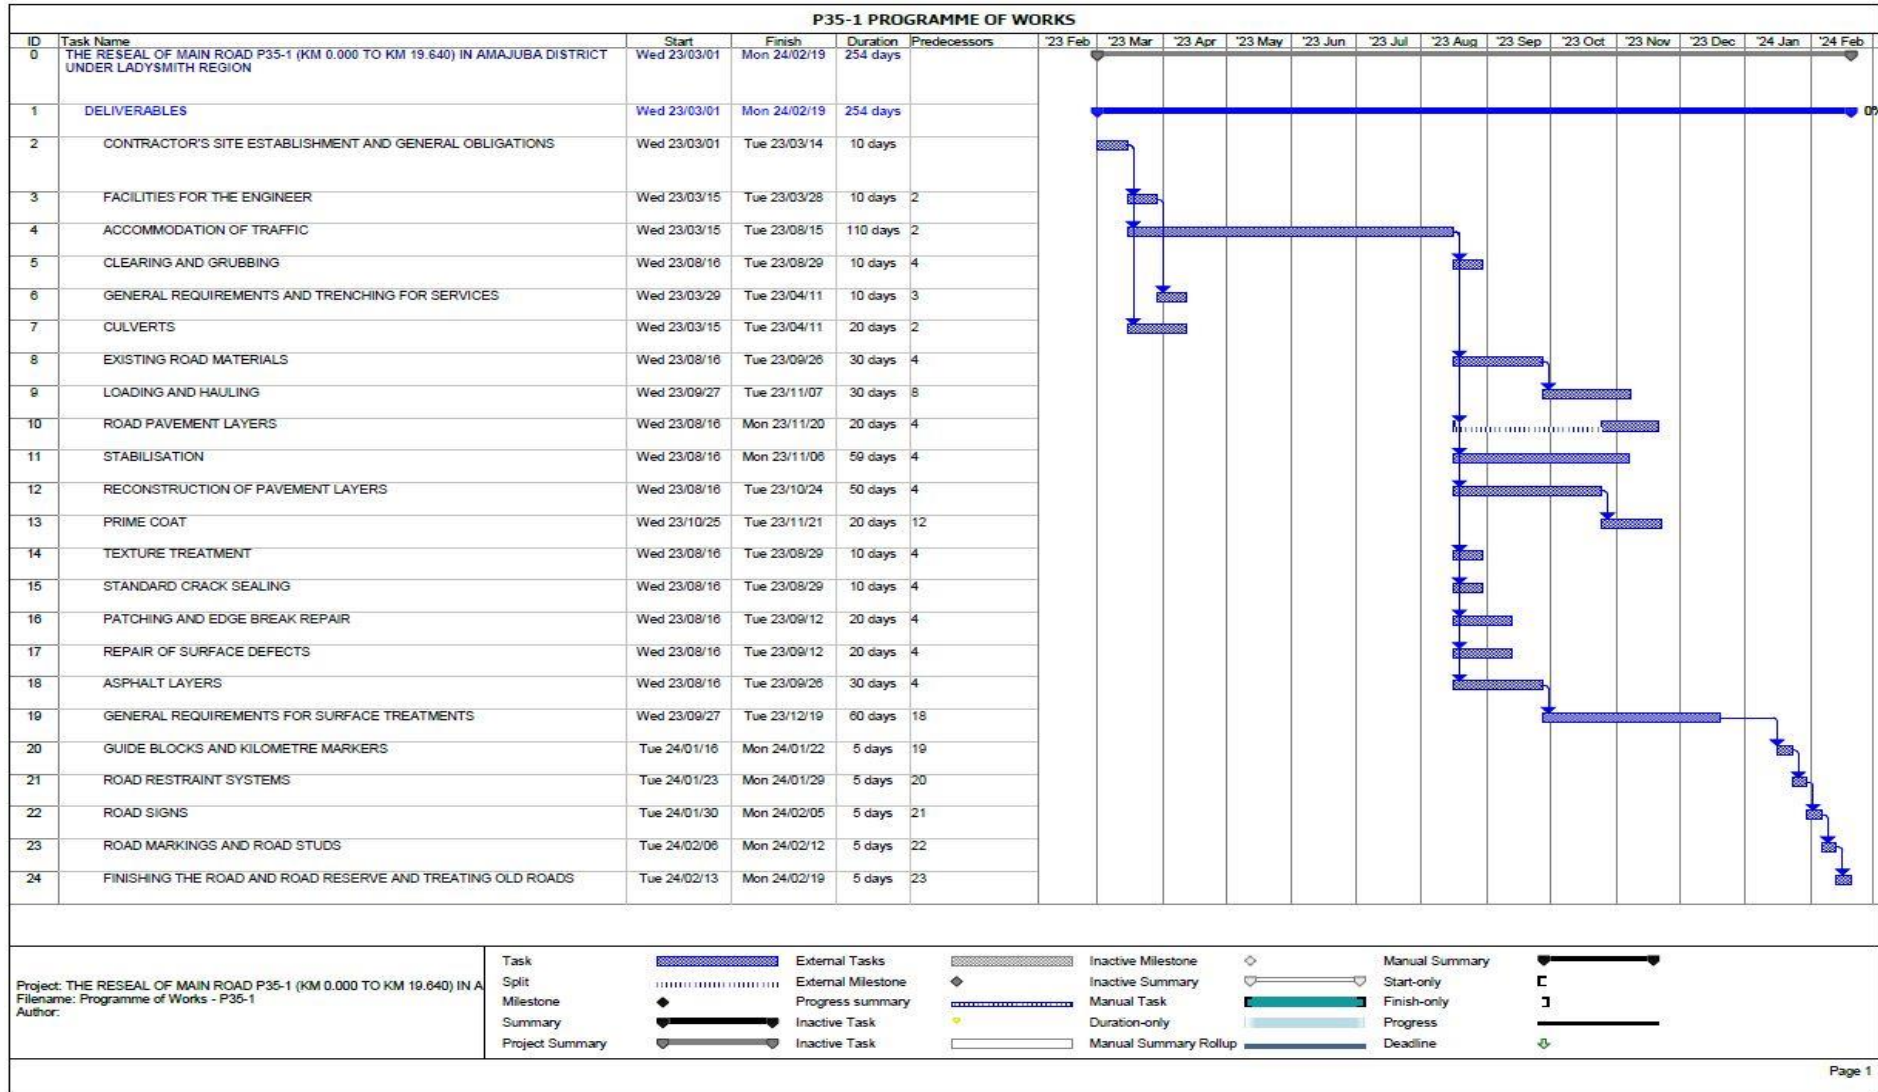 P35-1 PROGRAMME OF WORKS
ID Task Name Start Finish Duration Predecessors '23 Feb '23 Mar '23 Apr '23 May '23 Jun '23 Jul '23 Aug '23 Sep '23 Oct '23 Nov '23 Dec '24 Jan '24 Feb
0 THE RESEAL OF MAIN ROAD P35-1 (KM 0.000 TO KM 19.640) IN AMAJUBA DISTRICT Wed 23/03/01 Mon 24/02/19 254 days
UNDER LADYSMITH REGION
1 DELIVERABLES Wed 23/03/01 Mon 24/02/19 254 days
2 CONTRACTOR'S SITE ESTABLISHMENT AND GENERAL OBLIGATIONS Wed 23/03/01 Tue 23/03/14 10 days
3 FACILITIES FOR THE ENGINEER Wed 23/03/15 Tue 23/03/28 10 days 2
4 ACCOMMODATION OF TRAFFIC Wed 23/03/15 Tue 23/08/15 110 days 2
5 CLEARING AND GRUBBING Wed 23/08/16 Tue 23/08/29 10 days 4
6 GENERAL REQUIREMENTS AND TRENCHING FOR SERVICES Wed 23/03/29 Tue 23/04/11 10 days 3
7 CULVERTS Wed 23/03/15 Tue 23/04/11 20 days 2
8 EXISTING ROAD MATERIALS Wed 23/08/16 Tue 23/09/26 30 days 4
9 LOADING AND HAULING Wed 23/09/27 Tue 23/11/07 30 days 8
10 ROAD PAVEMENT LAYERS Wed 23/08/16 Mon 23/11/20 20 days 4
11 STABILISATION Wed 23/08/16 Mon 23/11/06 59 days 4
12 RECONSTRUCTION OF PAVEMENT LAYERS Wed 23/08/16 Tue 23/10/24 50 days 4
13 PRIME COAT Wed 23/10/25 Tue 23/11/21 20 days 12
14 TEXTURE TREATMENT Wed 23/08/16 Tue 23/08/29 10 days 4
15 STANDARD CRACK SEALING Wed 23/08/16 Tue 23/08/29 10 days 4
16 PATCHING AND EDGE BREAK REPAIR Wed 23/08/16 Tue 23/09/12 20 days 4
17 REPAIR OF SURFACE DEFECTS Wed 23/08/16 Tue 23/09/12 20 days 4
18 ASPHALT LAYERS Wed 23/08/16 Tue 23/09/26 30 days 4
19 GENERAL REQUIREMENTS FOR SURFACE TREATMENTS Wed 23/09/27 Tue 23/12/19 60 days 18
20 GUIDE BLOCKS AND KILOMETRE MARKERS Tue 24/01/16 Mon 24/01/22 5 days 19
21 ROAD RESTRAINT SYSTEMS Tue 24/01/23 Mon 24/01/29 5 days 20
22 ROAD SIGNS Tue 24/01/30 Mon 24/02/05 5 days 21
23 ROAD MARKINGS AND ROAD STUDS Tue 24/02/06 Mon 24/02/12 5 days 22
24 FINISHING THE ROAD AND ROAD RESERVE AND TREATING OLD ROADS Tue 24/02/13 Mon 24/02/19 5 days 23
Project: THE RESEAL OF MAIN ROAD P35-1 (KM 0.000 TO KM 19.640) IN A
Filename: Programme of Works - P35-1
Author:
Task External Tasks Inactive Milestone Manual Summary
Split External Milestone Inactive Summary Start-only
Milestone Progress summary Manual Task Finish-only
Summary Inactive Task Duration-only Progress
Project Summary Inactive Task Manual Summary Rollup Deadline
Page 1